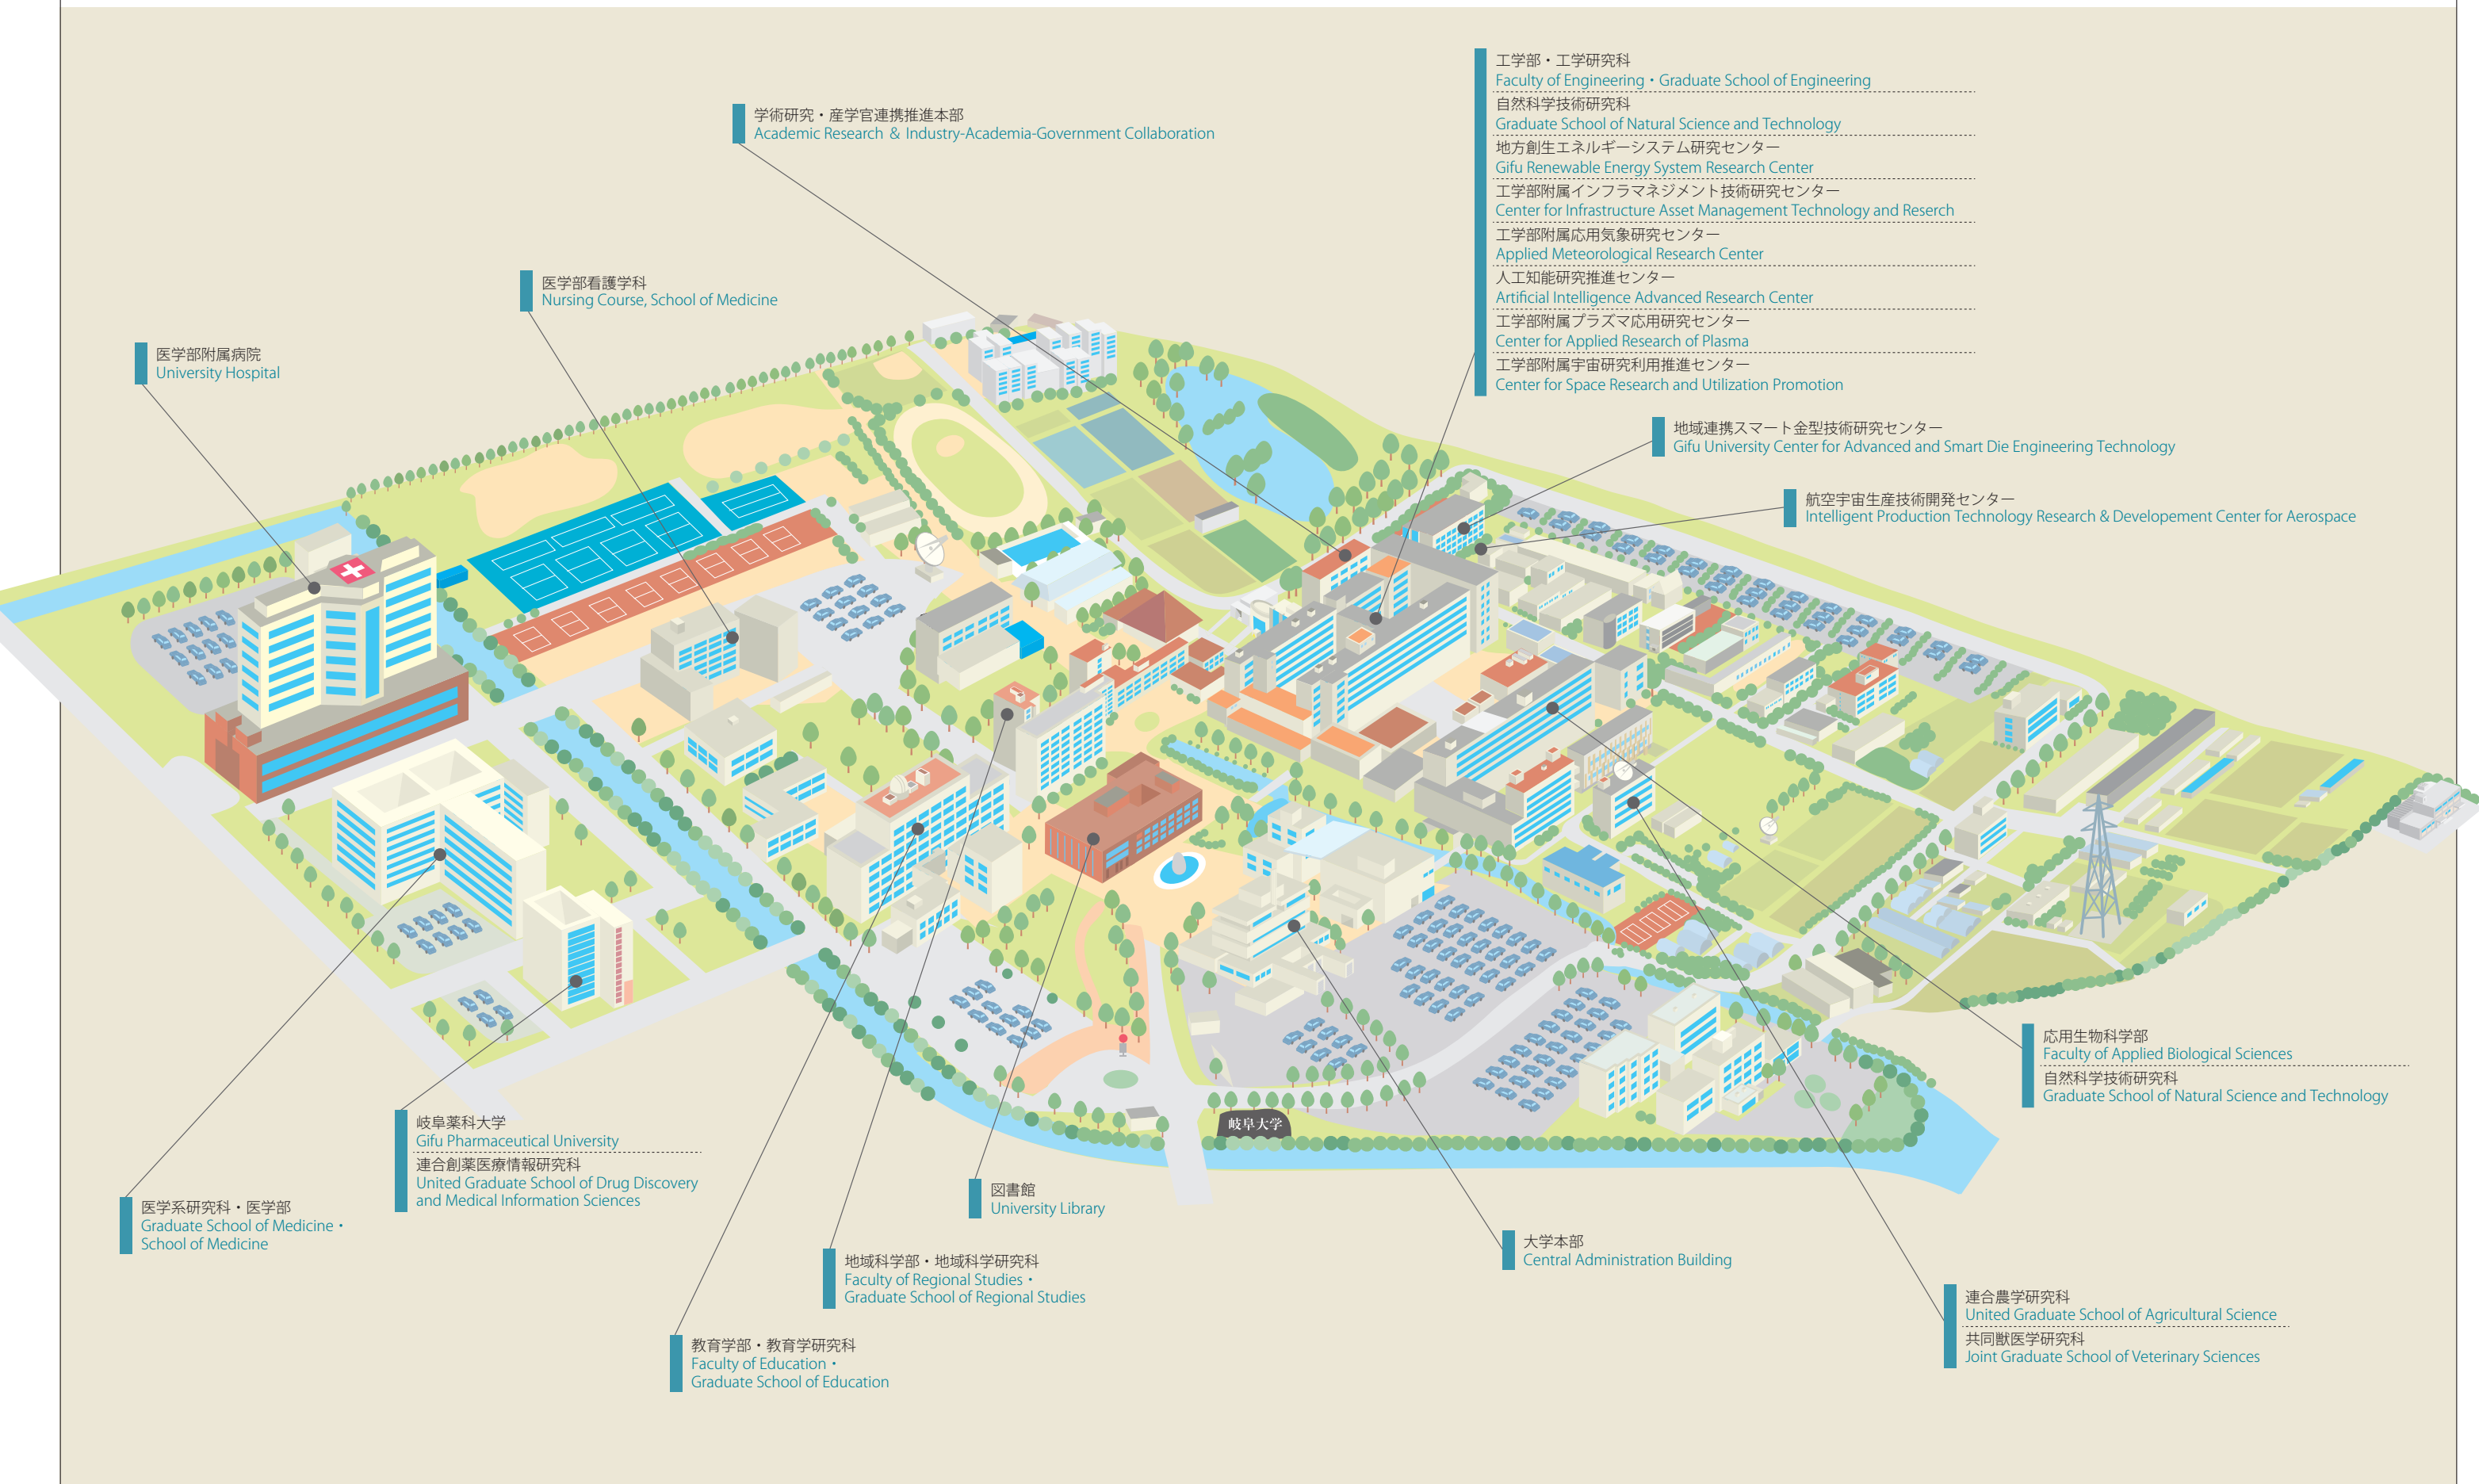 工学部・工学研究科
Faculty of Engineering・Graduate School of Engineering
自然科学技術研究科
Graduate School of Natural Science and Technology
地方創生エネルギーシステム研究センター
Gifu Renewable Energy System Research Center
工学部附属インフラマネジメント技術研究センター
Center for Infrastructure Asset Management Technology and Reserch
工学部附属応用気象研究センター
Applied Meteorological Research Center
人工知能研究推進センター
Artificial Intelligence Advanced Research Center
工学部附属プラズマ応用研究センター
Center for Applied Research of Plasma
工学部附属宇宙研究利用推進センター
Center for Space Research and Utilization Promotion
学術研究・産学官連携推進本部
Academic Research & Industry-Academia-Government Collaboration
医学部看護学科
Nursing Course, School of Medicine
医学部附属病院
University Hospital
地域連携スマート金型技術研究センター
Gifu University Center for Advanced and Smart Die Engineering Technology
航空宇宙生産技術開発センター
Intelligent Production Technology Research & Developement Center for Aerospace
応用生物科学部
Faculty of Applied Biological Sciences
自然科学技術研究科
Graduate School of Natural Science and Technology
岐阜大学
岐阜薬科大学
Gifu Pharmaceutical University
連合創薬医療情報研究科
United Graduate School of Drug Discovery
and Medical Information Sciences
図書館
University Library
医学系研究科・医学部
Graduate School of Medicine・
School of Medicine
大学本部
Central Administration Building
地域科学部・地域科学研究科
Faculty of Regional Studies・
Graduate School of Regional Studies
連合農学研究科
United Graduate School of Agricultural Science
共同獣医学研究科
Joint Graduate School of Veterinary Sciences
教育学部・教育学研究科
Faculty of Education・
Graduate School of Education